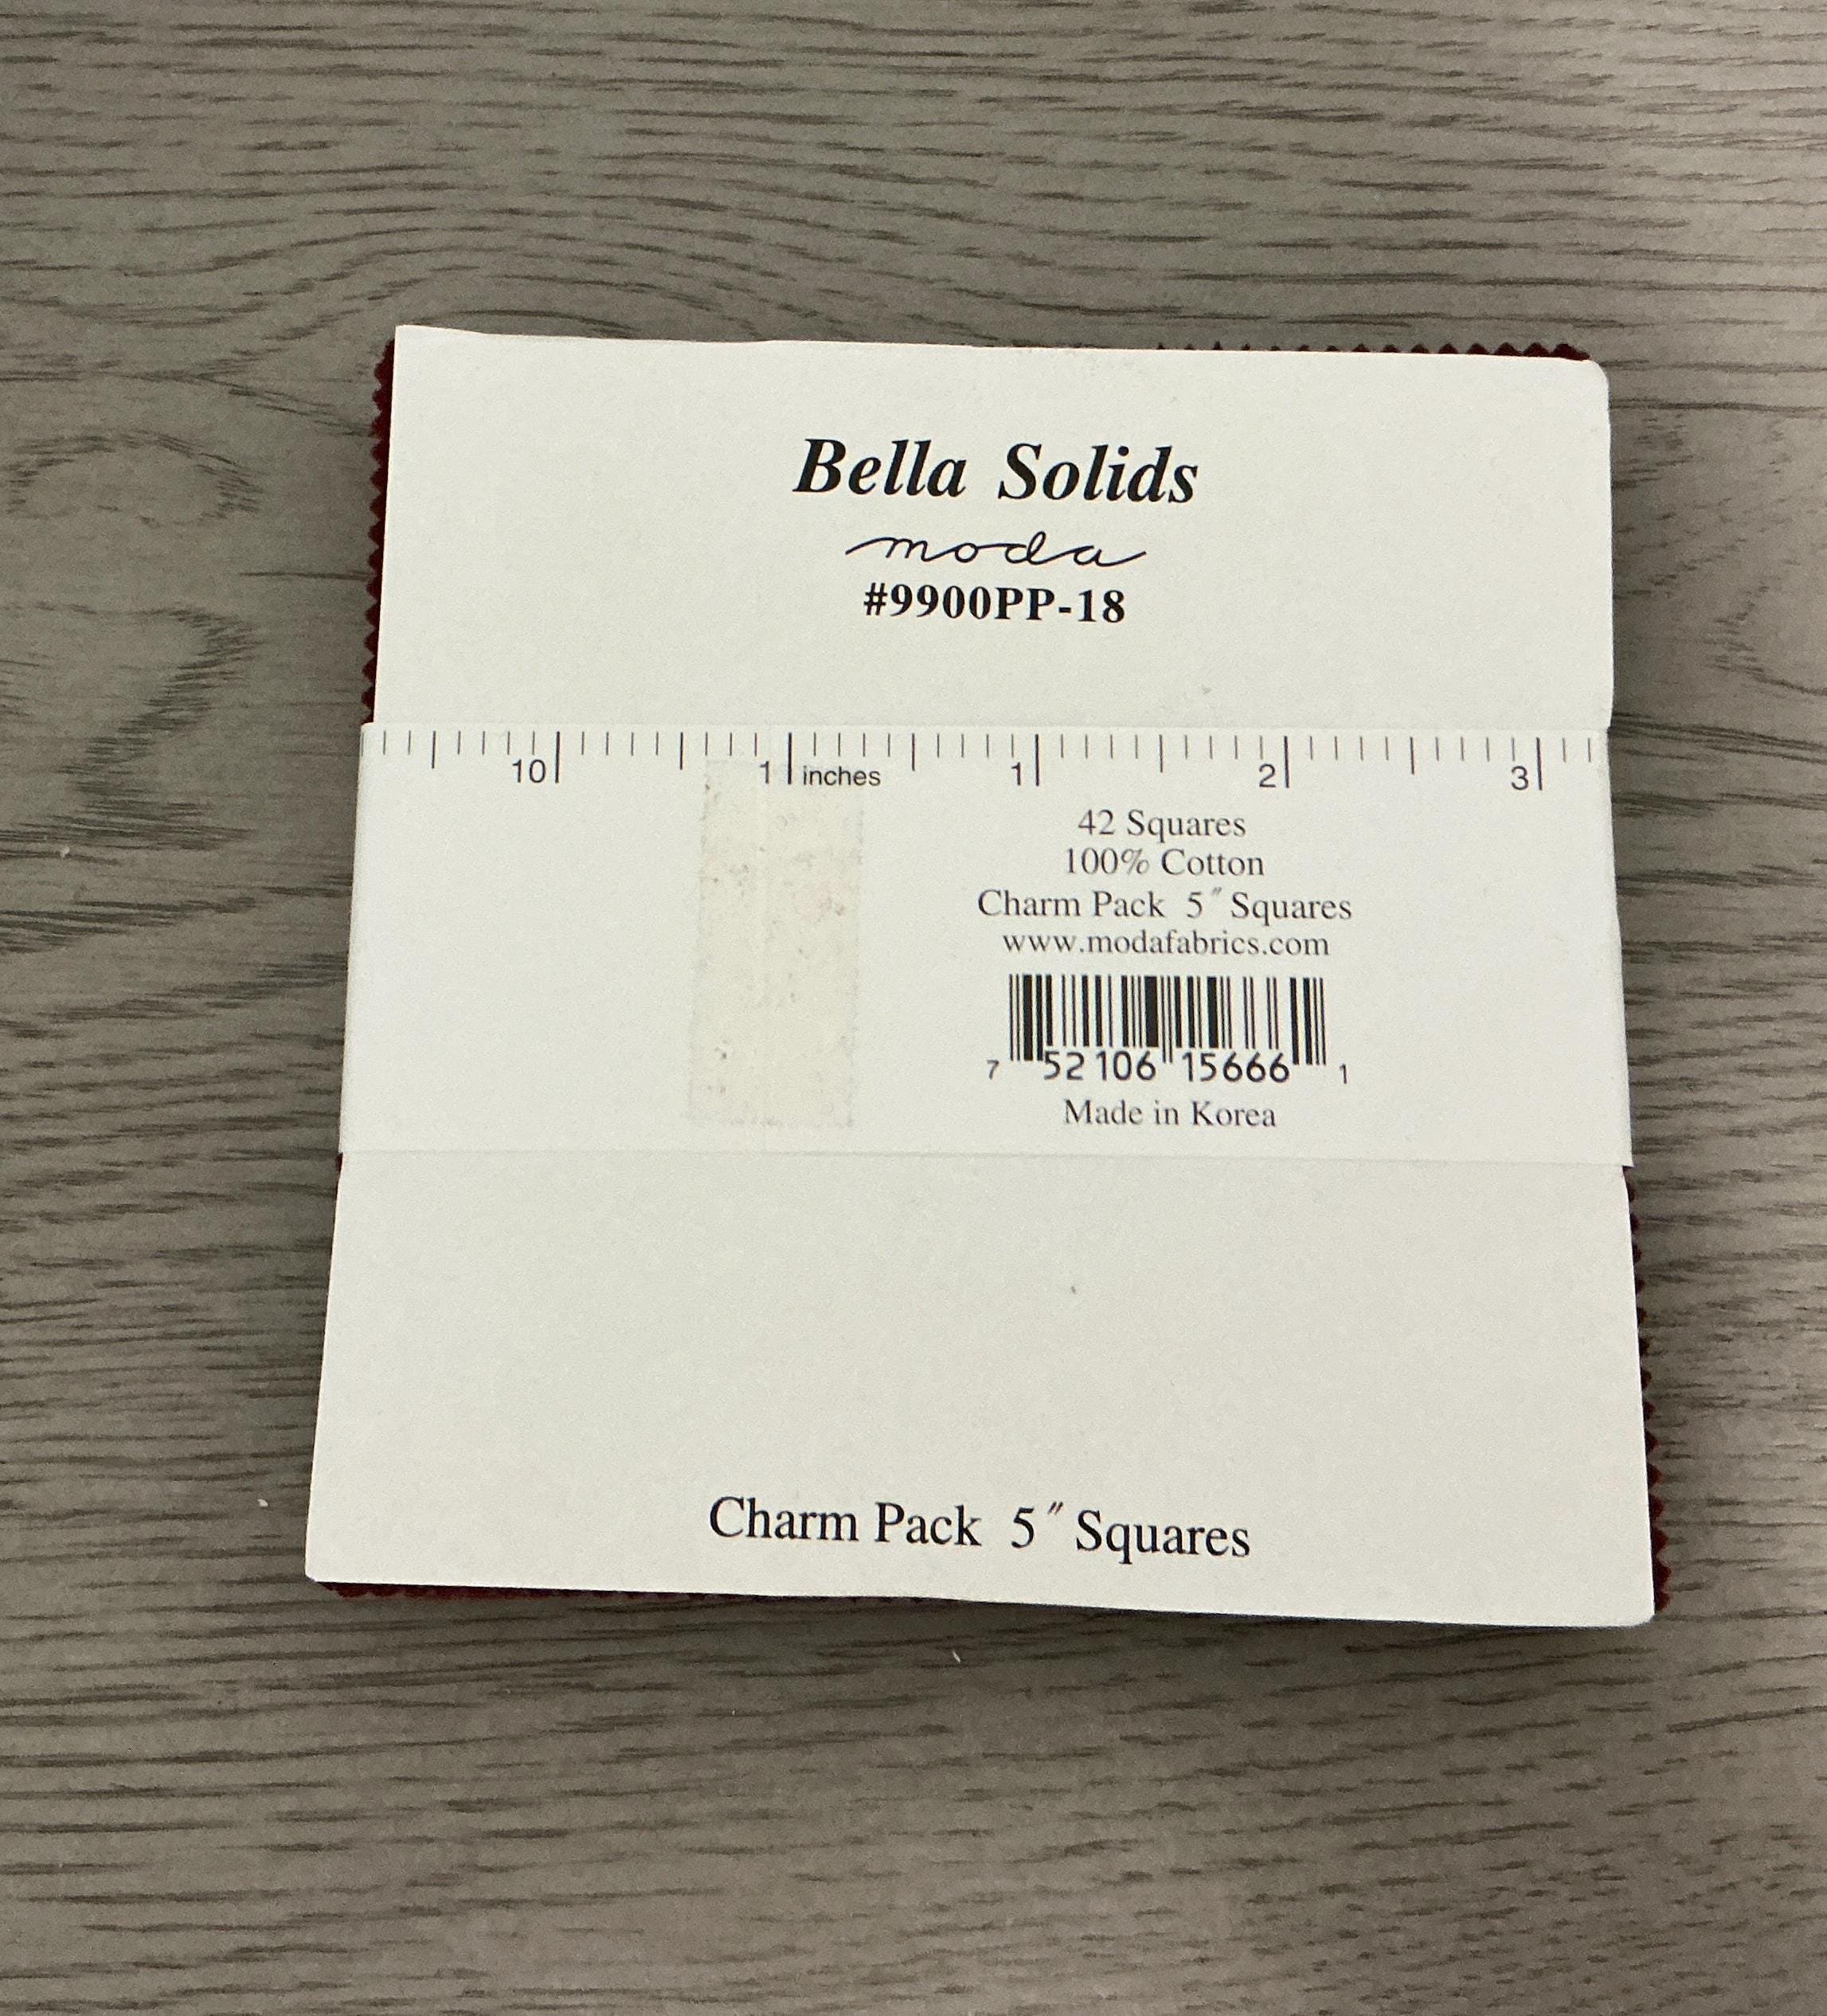 Bella Solids
moda
#9900PP-18
10 1 inches 1 2 3
42 Squares
100% Cotton
Charm Pack 5″ Squares
www.modafabrics.com
7 52106 15666 1
Made in Korea
Charm Pack 5″ Squares